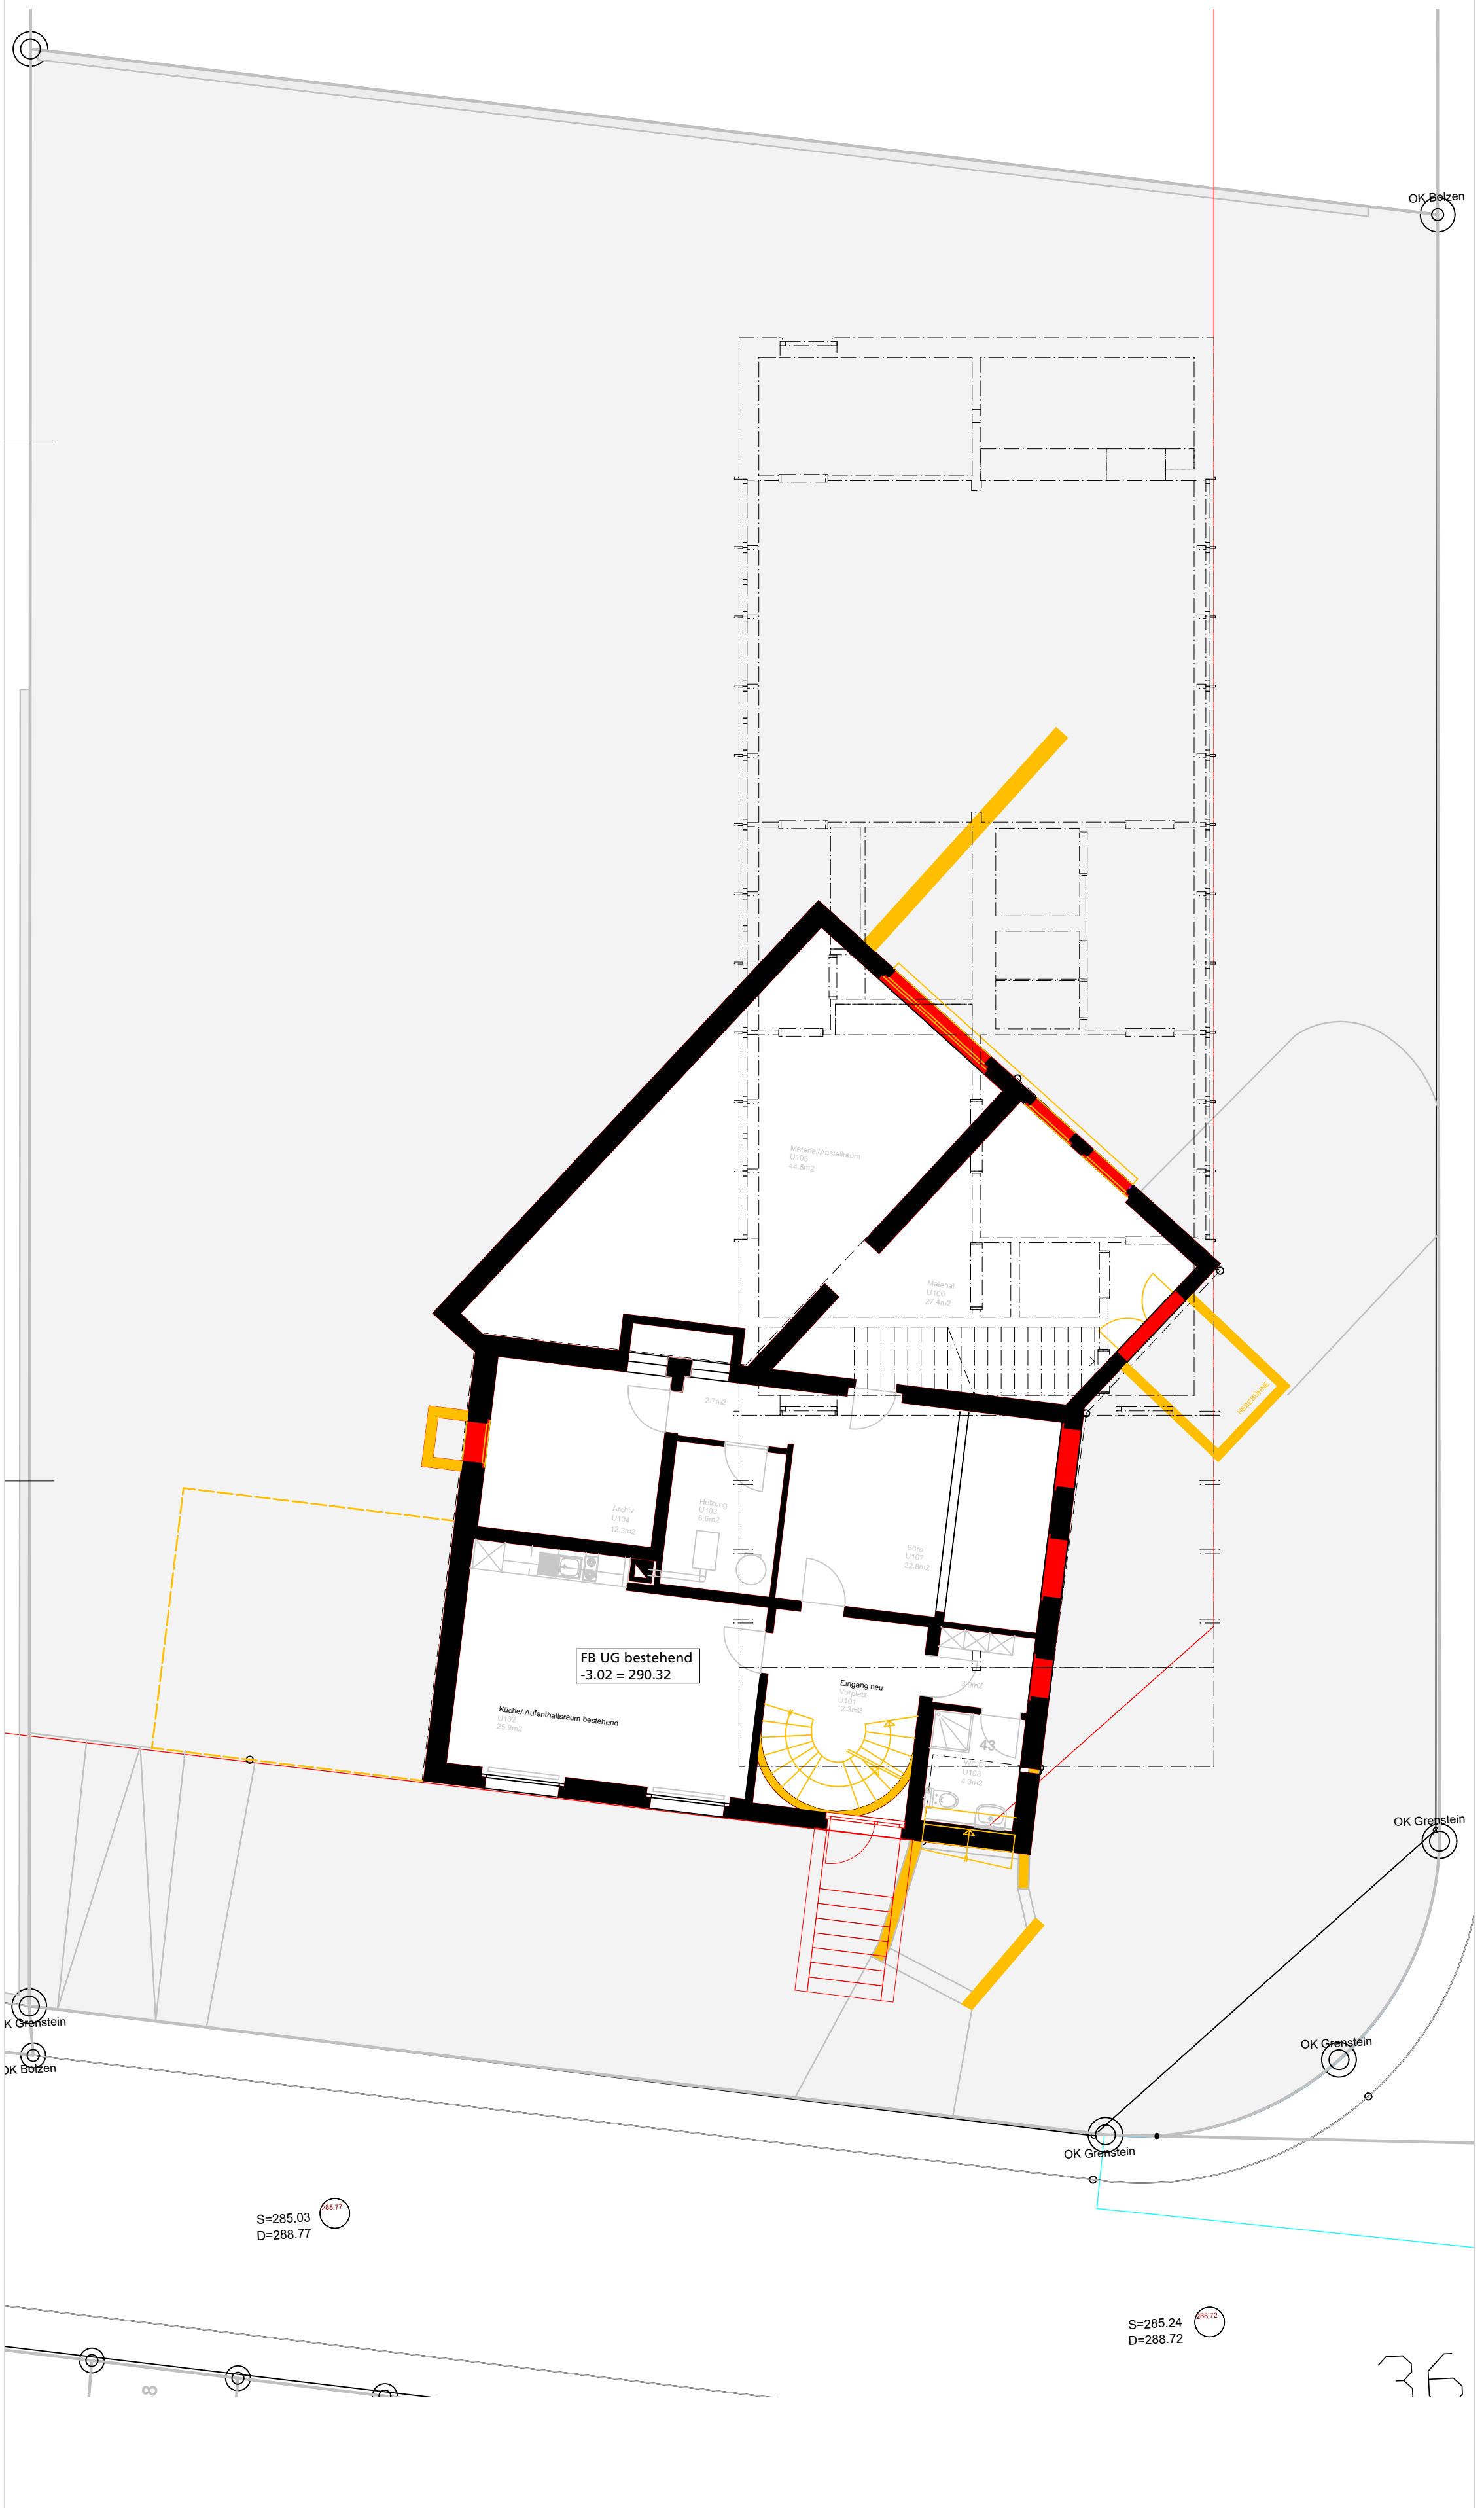 OK Bolzen
Material/Abstellraum
U105
44.5m2
Material
U106
27.4m2
HEBEBÜHNE
2.7m2
Archiv
U104
12.3m2
Heizung
U103
6.6m2
Büro
U107
22.8m2
FB UG bestehend
-3.02 = 290.32
Küche/ Aufenthaltsraum bestehend
U102
25.9m2
Eingang neu
Vorplatz
U101
12.3m2
43
U108
4.3m2
OK Grenstein
K Grenstein
OK Bolzen
OK Grenstein
OK Grenstein
S=285.03
D=288.77
288.77
S=285.24
D=288.72
288.72
36
8